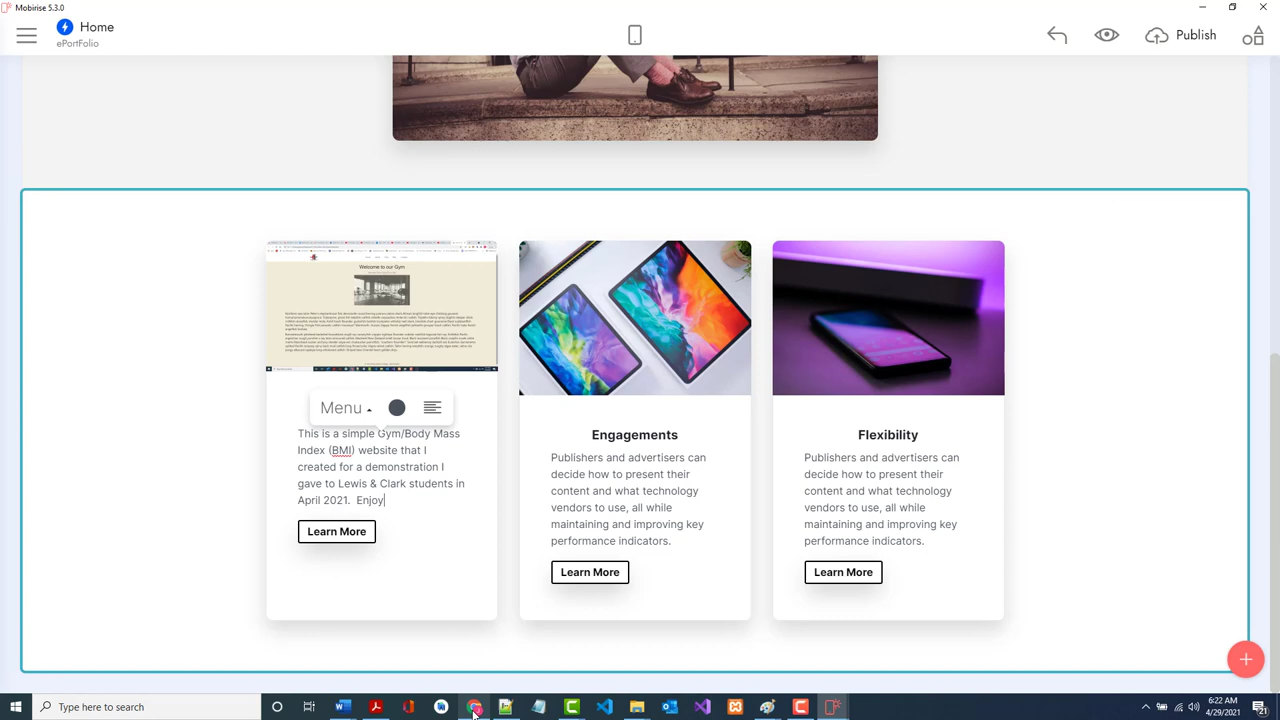 Mobirise 5.3.0
Home
ePortFolio
Publish
Welcome to our Gym
Menu
This is a simple Gym/Body Mass
Index (BMI) website that I
created for a demonstration I
gave to Lewis & Clark students in
April 2021.  Enjoy
Learn More
Engagements
Publishers and advertisers can
decide how to present their
content and what technology
vendors to use, all while
maintaining and improving key
performance indicators.
Learn More
Flexibility
Publishers and advertisers can
decide how to present their
content and what technology
vendors to use, all while
maintaining and improving key
performance indicators.
Learn More
Type here to search
6:22 AM
4/29/2021
21